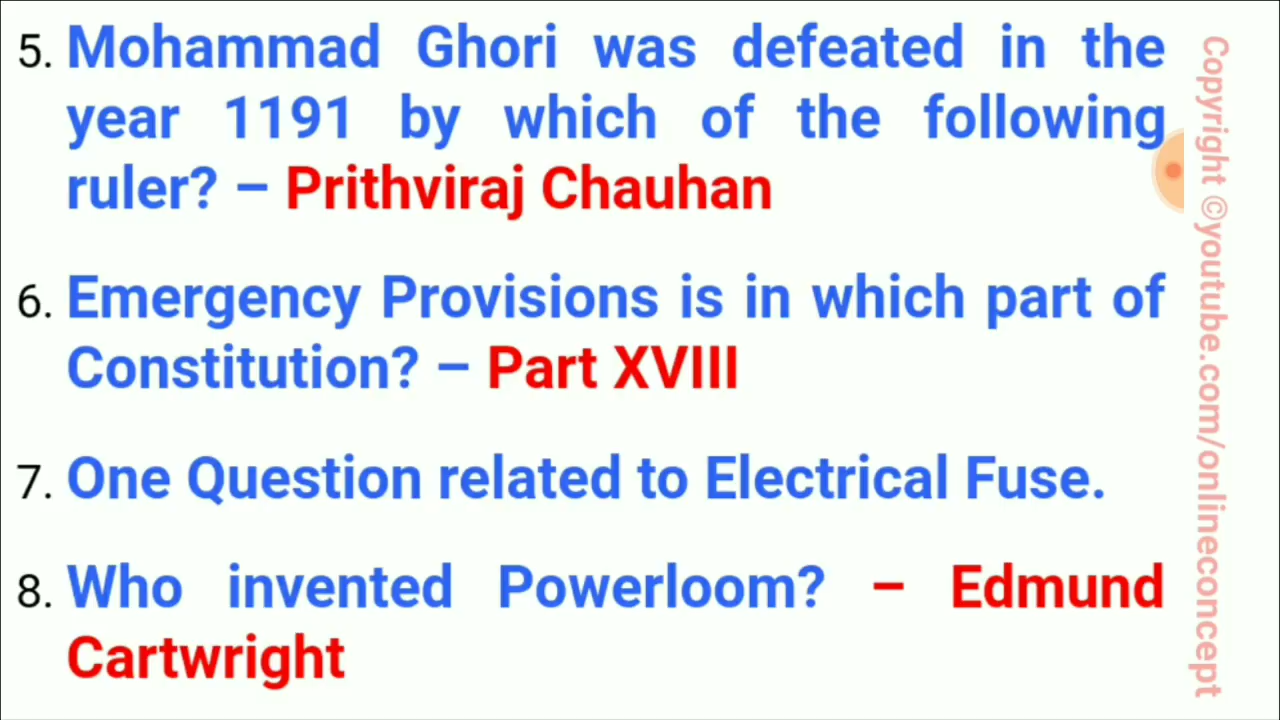 5. Mohammad Ghori was defeated in the
year 1191 by which of the following
ruler? – Prithviraj Chauhan
6. Emergency Provisions is in which part of
Constitution? – Part XVIII
7. One Question related to Electrical Fuse.
8. Who invented Powerloom? – Edmund
Cartwright
Copyright ©youtube.com/onlineconcept